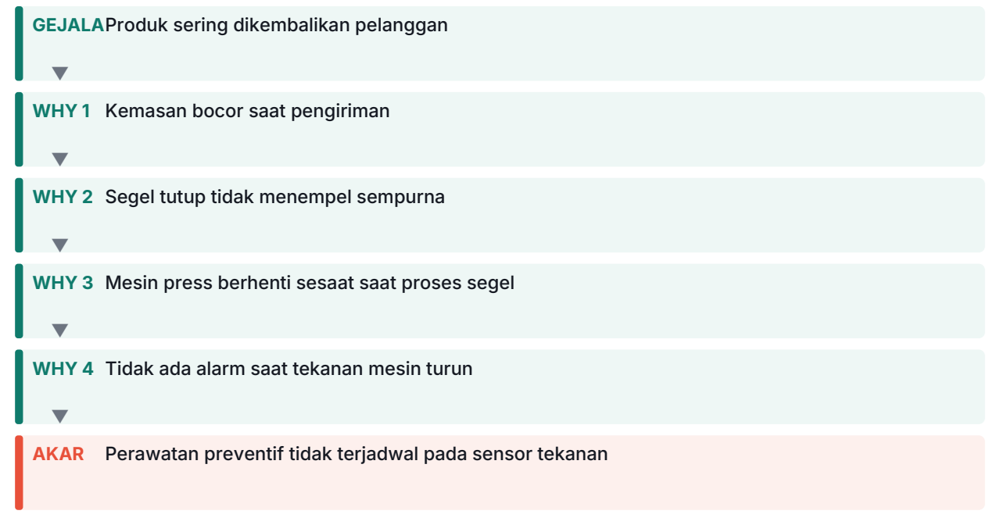 GEJALA Produk sering dikembalikan pelanggan
WHY 1 Kemasan bocor saat pengiriman
WHY 2 Segel tutup tidak menempel sempurna
WHY 3 Mesin press berhenti sesaat saat proses segel
WHY 4 Tidak ada alarm saat tekanan mesin turun
AKAR Perawatan preventif tidak terjadwal pada sensor tekanan